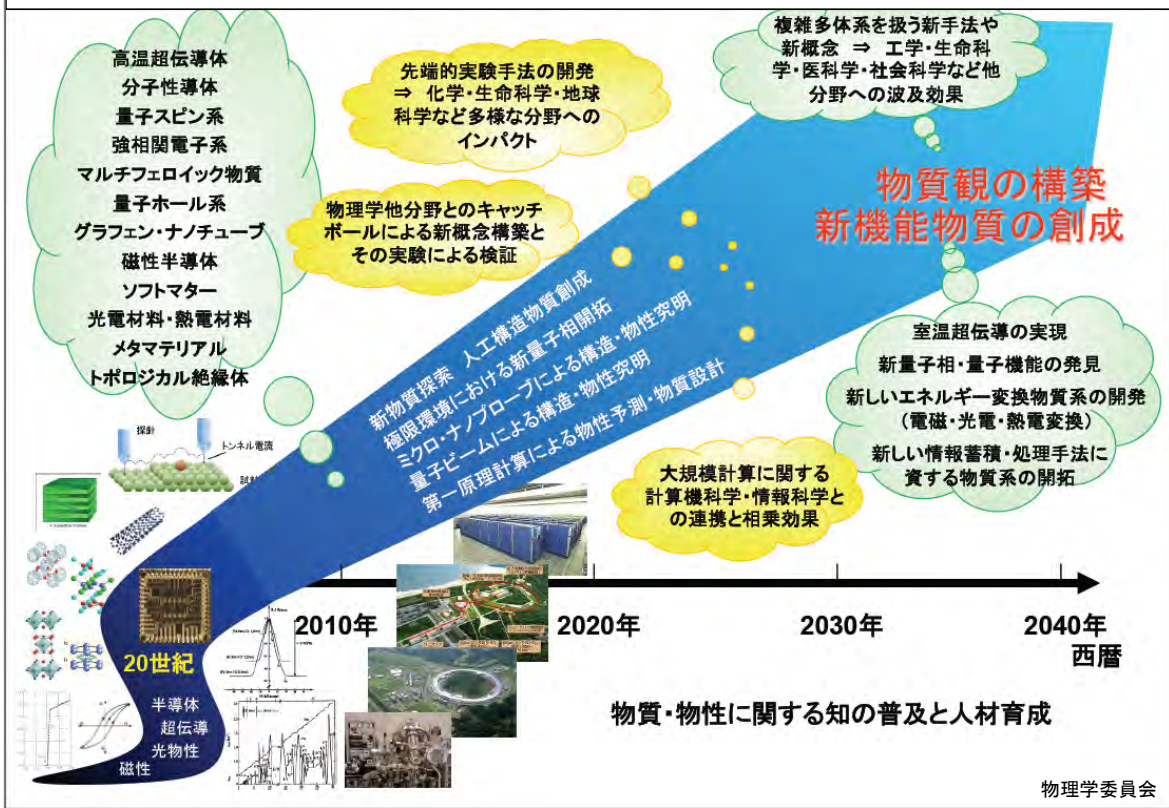 高温超伝導体
分子性導体
量子スピン系
強相関電子系
マルチフェロイック物質
量子ホール系
グラフェン・ナノチューブ
磁性半導体
ソフトマター
光電材料・熱電材料
メタマテリアル
トポロジカル絶縁体
先端的実験手法の開発
⇒ 化学・生命科学・地球
科学など多様な分野への
インパクト
物理学他分野とのキャッチ
ボールによる新概念構築と
その実験による検証
複雑多体系を扱う新手法や
新概念 ⇒ 工学・生命科
学・医科学・社会科学など他
分野への波及効果
物質観の構築
新機能物質の創成
新物質探索 人工構造物質創成
極限環境における新量子相開拓
ミクロ・ナノプローブによる構造・物性究明
量子ビームによる構造・物性究明
第一原理計算による物性予測・物質設計
室温超伝導の実現
新量子相・量子機能の発見
新しいエネルギー変換物質系の開発
(電磁・光電・熱電変換)
新しい情報蓄積・処理手法に
資する物質系の開拓
大規模計算に関する
計算機科学・情報科学と
の連携と相乗効果
探針
トンネル電流
20世紀
半導体
超伝導
光物性
磁性
2010年
2020年
2030年
2040年
西暦
物質・物性に関する知の普及と人材育成
物理学委員会